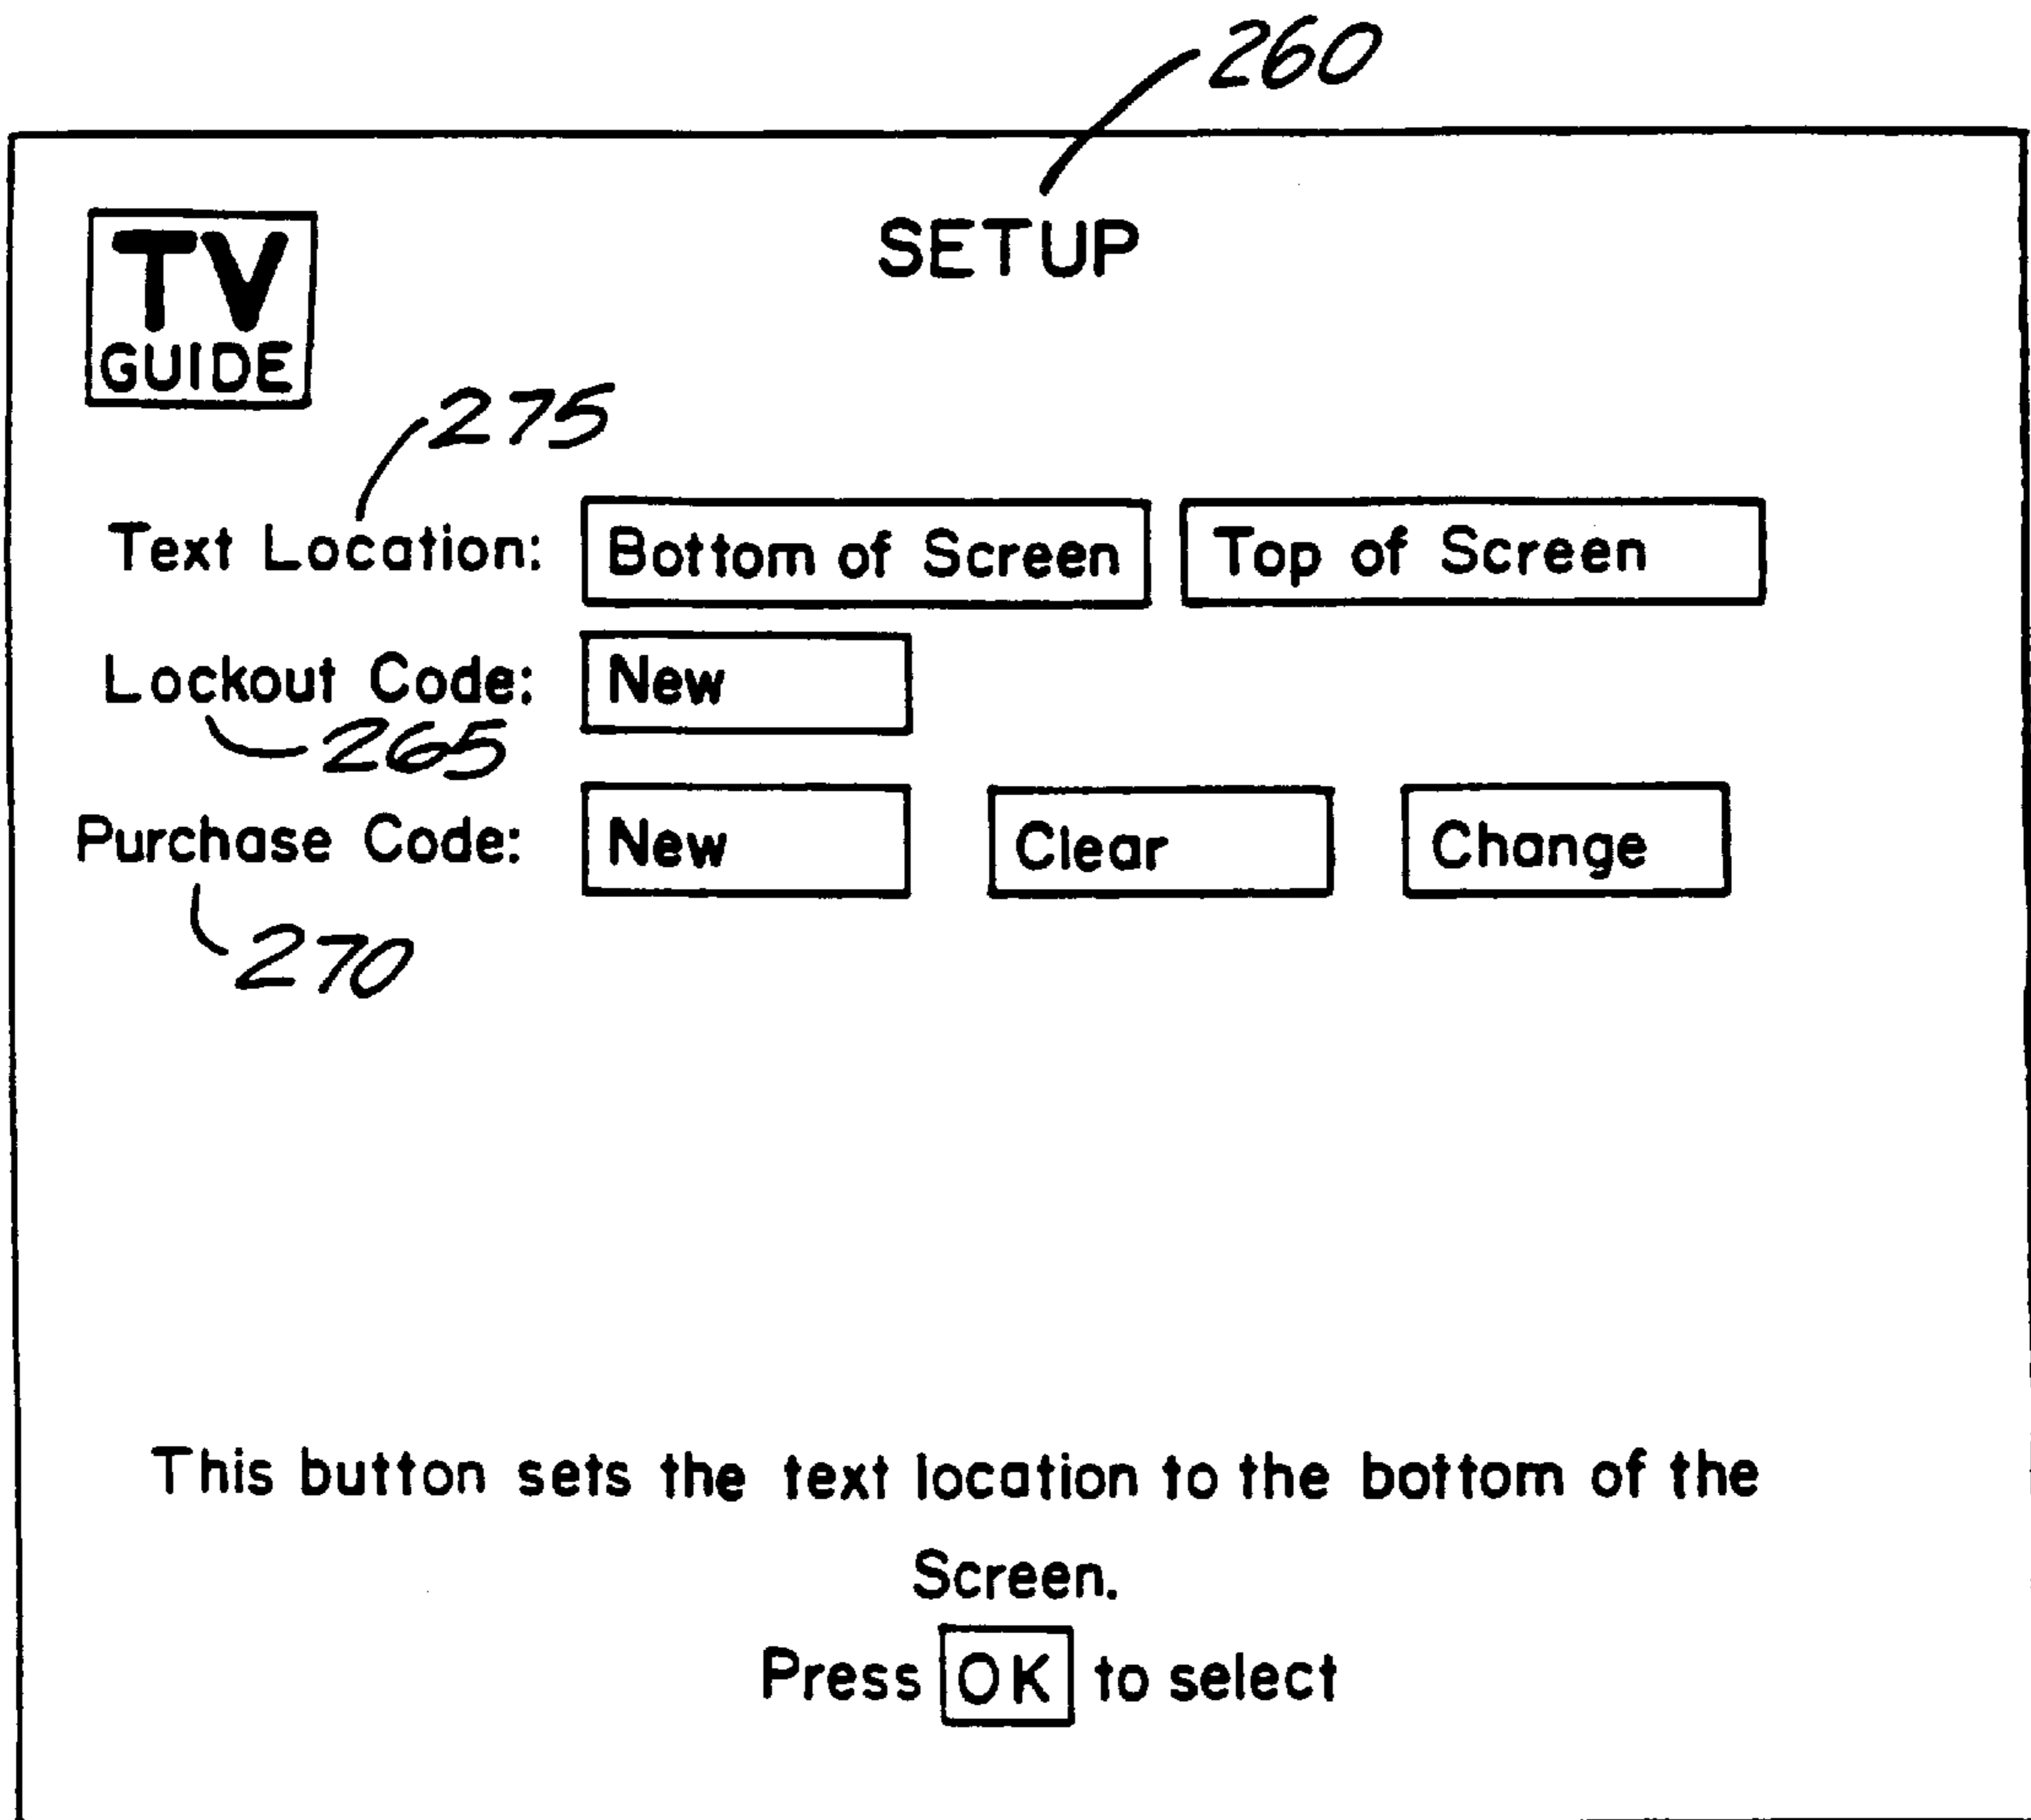 260
SETUP
TV
GUIDE
275
Text Location: Bottom of Screen Top of Screen
Lockout Code: New
265
Purchase Code: New Clear Change
270
This button sets the text location to the bottom of the
Screen.
Press OK to select